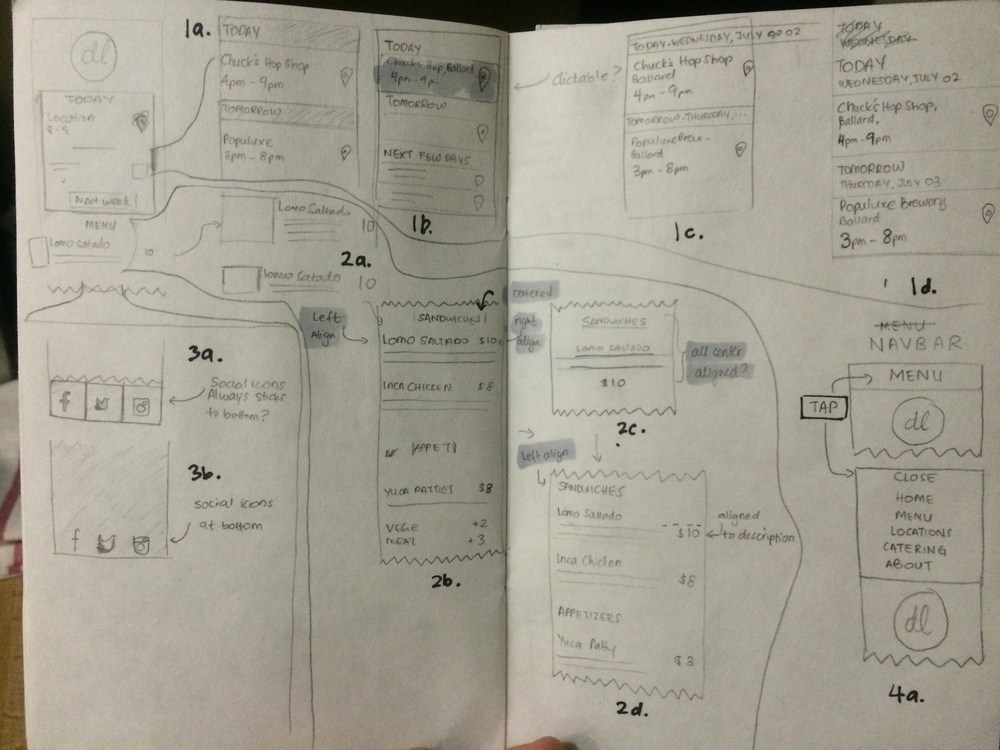 dl
TODAY
Location
8-9
Next week
MENU
Lomo Saltado
10
1a.
TODAY
Chuck's Hop Shop
4pm - 9pm
TOMORROW
Populuxe
3pm - 8pm
TODAY
Chuck's Hop, Ballard
4pm - 9pm
TOMORROW
NEXT FEW DAYS
1b.
Lomo Saltado
10
2a.
Lomo Saltado
10
3a.
Social icons
Always sticks
to bottom?
f
3b.
Social icons
at bottom
f
Left
Align
SANDWICHES
LOMO SALTADO $10
INCA CHICKEN $8
APPETI
YUCA PATTIES $8
VEGE +2
MEAT +3
2b.
Clickable?
TODAY - WEDNESDAY, JULY 02
Chuck's Hop Shop
Ballard
4pm - 9pm
TOMORROW - THURSDAY, ...
Populuxe Brew-
Ballard
3pm - 8pm
1c.
TODAY
WEDNESDAY
TODAY
WEDNESDAY, JULY 02
Chuck's Hop Shop,
Ballard,
4pm - 9pm
TOMORROW
THURSDAY, JULY 03
Populuxe Brewery
Ballard
3pm - 8pm
1d.
centered
right
align
SANDWICHES
LOMO SALTADO
$10
all center
aligned?
2c.
Left align
SANDWICHES
Lomo Saltado
$10
aligned
to description
Inca Chicken
$8
APPETIZERS
Yuca Patty
$3
2d.
MENU
NAVBAR
MENU
dl
TAP
CLOSE
HOME
MENU
LOCATIONS
CATERING
ABOUT
dl
4a.